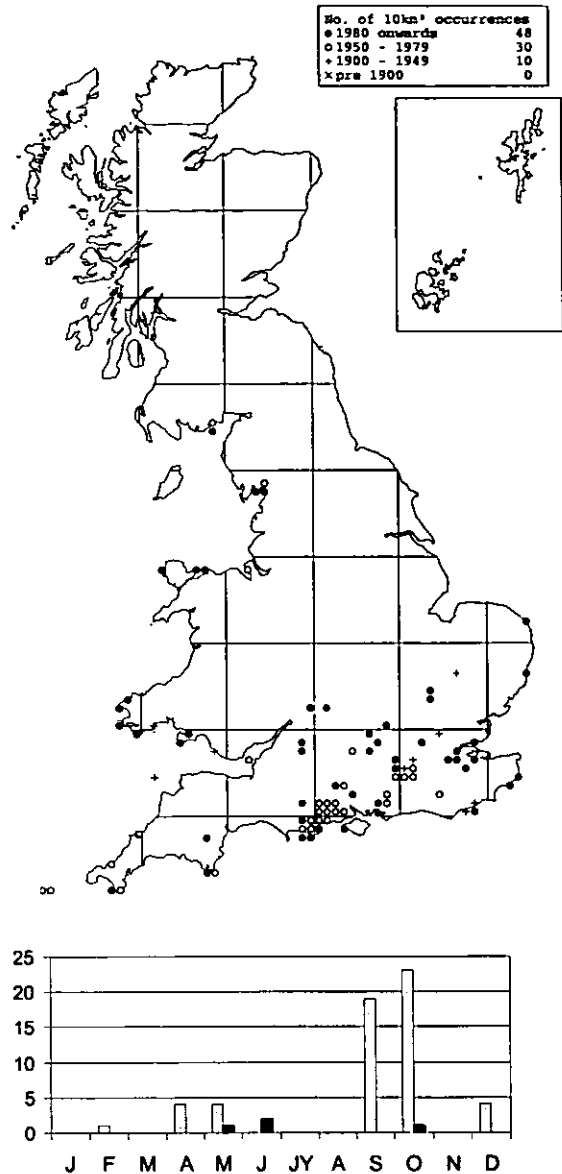 No. of 10km² occurrences
● 1980 onwards 48
○ 1950 - 1979 30
+ 1900 - 1949 10
× pre 1900 0
25
20
15
10
5
0
J F M A M J JY A S O N D